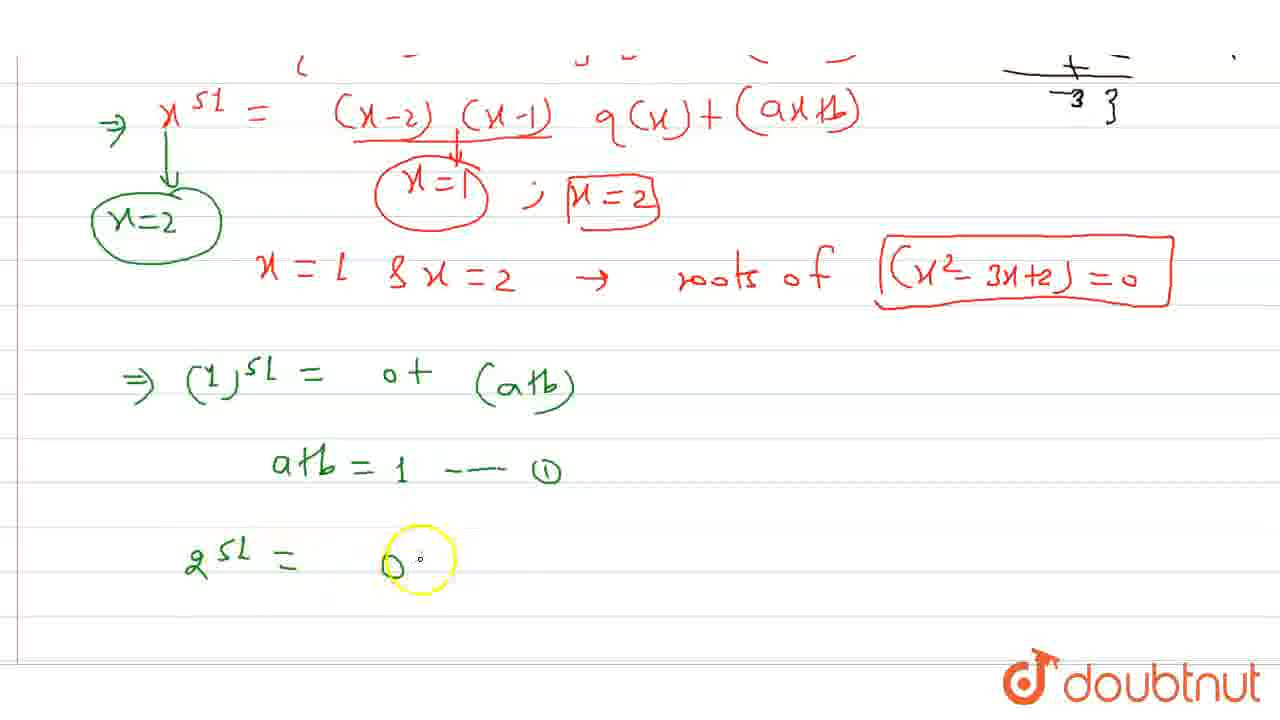 -3 }
⇒ x^51 = (x-2) (x-1) q(x) + (ax+b)
x=2 x=1 ; x=2
x = 1 & x = 2 → roots of (x²- 3x+2) = 0
⇒ (1)^51 = 0+ (a+b)
a+b = 1 --- ①
2^51 = 0
doubtnut